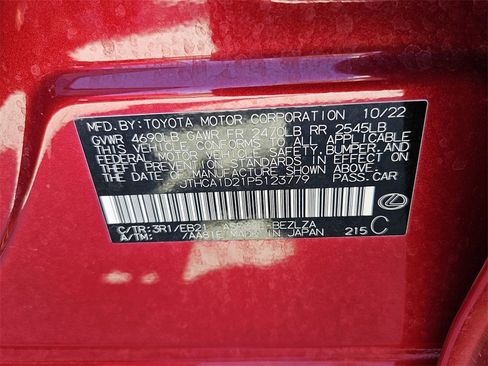 MFD. BY: TOYOTA MOTOR CORPORATION 10/22
GVWR 4690LB GAWR FR 2470LB RR 2545LB
THIS VEHICLE CONFORMS TO ALL APPLICABLE
FEDERAL MOTOR VEHICLE SAFETY, BUMPER, AND
THEFT PREVENTION STANDARDS IN EFFECT ON
THE DATE OF MANUFACTURE SHOWN ABOVE.
JTHCA1D21P5123779 PASS.CAR
C/TR: 3R1/EB21 -BEZLZA
A/TM: /AA81E MADE IN JAPAN 215 C